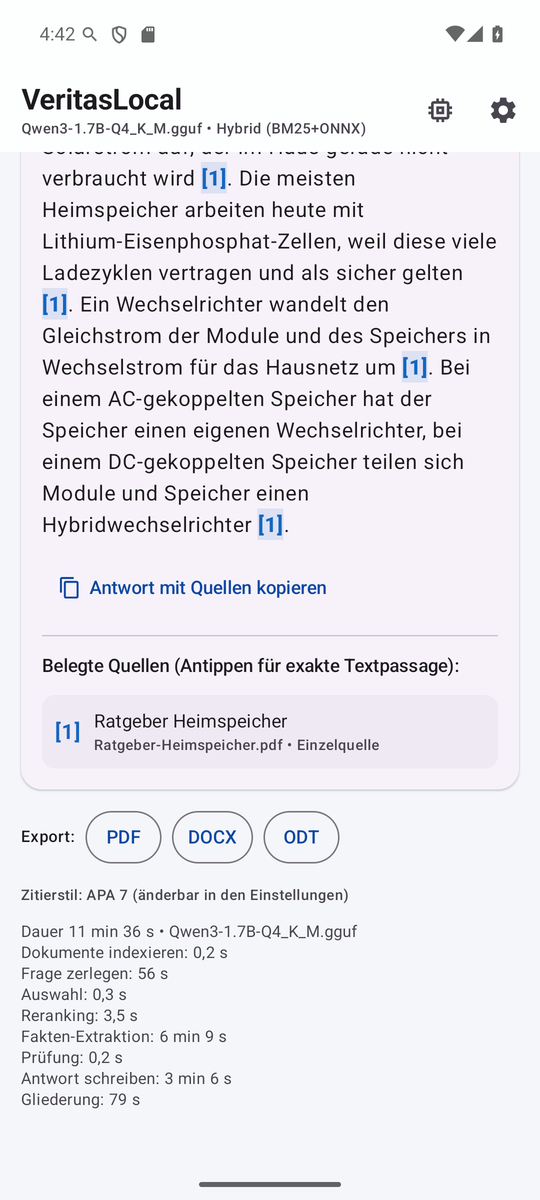 4:42
VeritasLocal
Qwen3-1.7B-Q4_K_M.gguf • Hybrid (BM25+ONNX)
verbraucht wird [1]. Die meisten
Heimspeicher arbeiten heute mit
Lithium-Eisenphosphat-Zellen, weil diese viele
Ladezyklen vertragen und als sicher gelten
[1]. Ein Wechselrichter wandelt den
Gleichstrom der Module und des Speichers in
Wechselstrom für das Hausnetz um [1]. Bei
einem AC-gekoppelten Speicher hat der
Speicher einen eigenen Wechselrichter, bei
einem DC-gekoppelten Speicher teilen sich
Module und Speicher einen
Hybridwechselrichter [1].
Antwort mit Quellen kopieren
Belegte Quellen (Antippen für exakte Textpassage):
[1] Ratgeber Heimspeicher
Ratgeber-Heimspeicher.pdf • Einzelquelle
Export: PDF DOCX ODT
Zitierstil: APA 7 (änderbar in den Einstellungen)
Dauer 11 min 36 s • Qwen3-1.7B-Q4_K_M.gguf
Dokumente indexieren: 0,2 s
Frage zerlegen: 56 s
Auswahl: 0,3 s
Reranking: 3,5 s
Fakten-Extraktion: 6 min 9 s
Prüfung: 0,2 s
Antwort schreiben: 3 min 6 s
Gliederung: 79 s